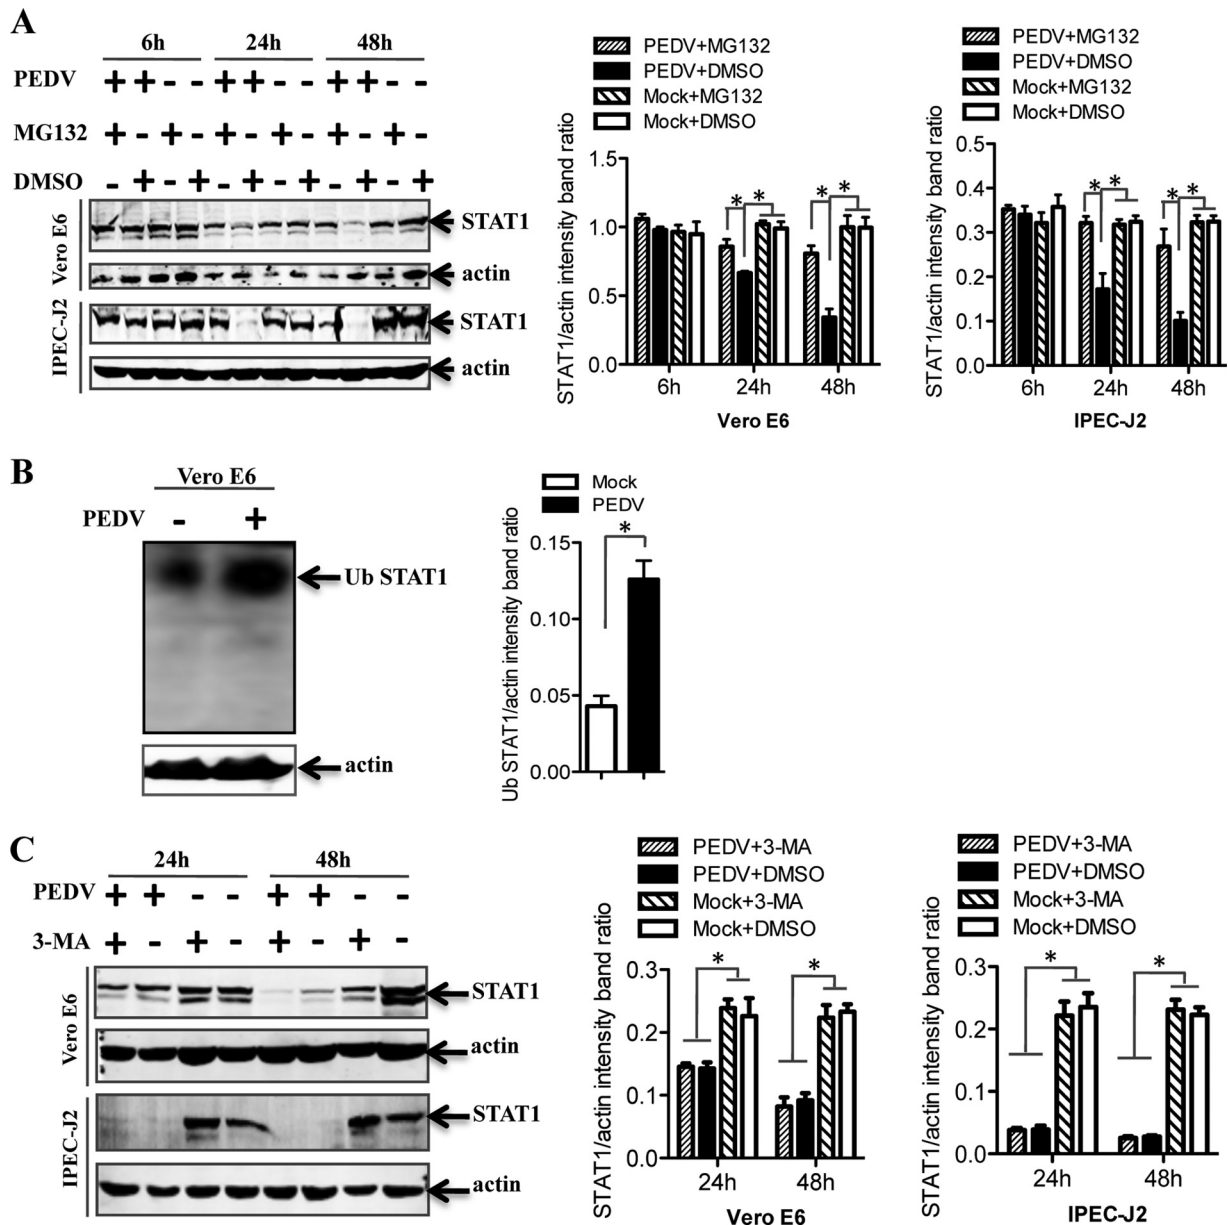 A
6h 24h 48h
PEDV + + - - + + - - + + - -
MG132 + - + - + - + - + - + -
DMSO - + - + - + - + - + - +
Vero E6
STAT1
actin
IPEC-J2
STAT1
actin
PEDV+MG132
PEDV+DMSO
Mock+MG132
Mock+DMSO
STAT1/actin intensity band ratio
1.5
1.0
0.5
0.0
* * * *
6h 24h 48h
Vero E6
PEDV+MG132
PEDV+DMSO
Mock+MG132
Mock+DMSO
STAT1/actin intensity band ratio
0.5
0.4
0.3
0.2
0.1
0.0
* * * *
6h 24h 48h
IPEC-J2
B
Vero E6
PEDV - +
Ub STAT1
actin
Mock
PEDV
Ub STAT1/actin intensity band ratio
0.15
0.10
0.05
0.00
*
C
24h 48h
PEDV + + - - + + - -
3-MA + - + - + - + -
Vero E6
STAT1
actin
IPEC-J2
STAT1
actin
PEDV+3-MA
PEDV+DMSO
Mock+3-MA
Mock+DMSO
STAT1/actin intensity band ratio
0.3
0.2
0.1
0.0
* *
24h 48h
Vero E6
PEDV+3-MA
PEDV+DMSO
Mock+3-MA
Mock+DMSO
STAT1/actin intensity band ratio
0.3
0.2
0.1
0.0
* *
24h 48h
IPEC-J2